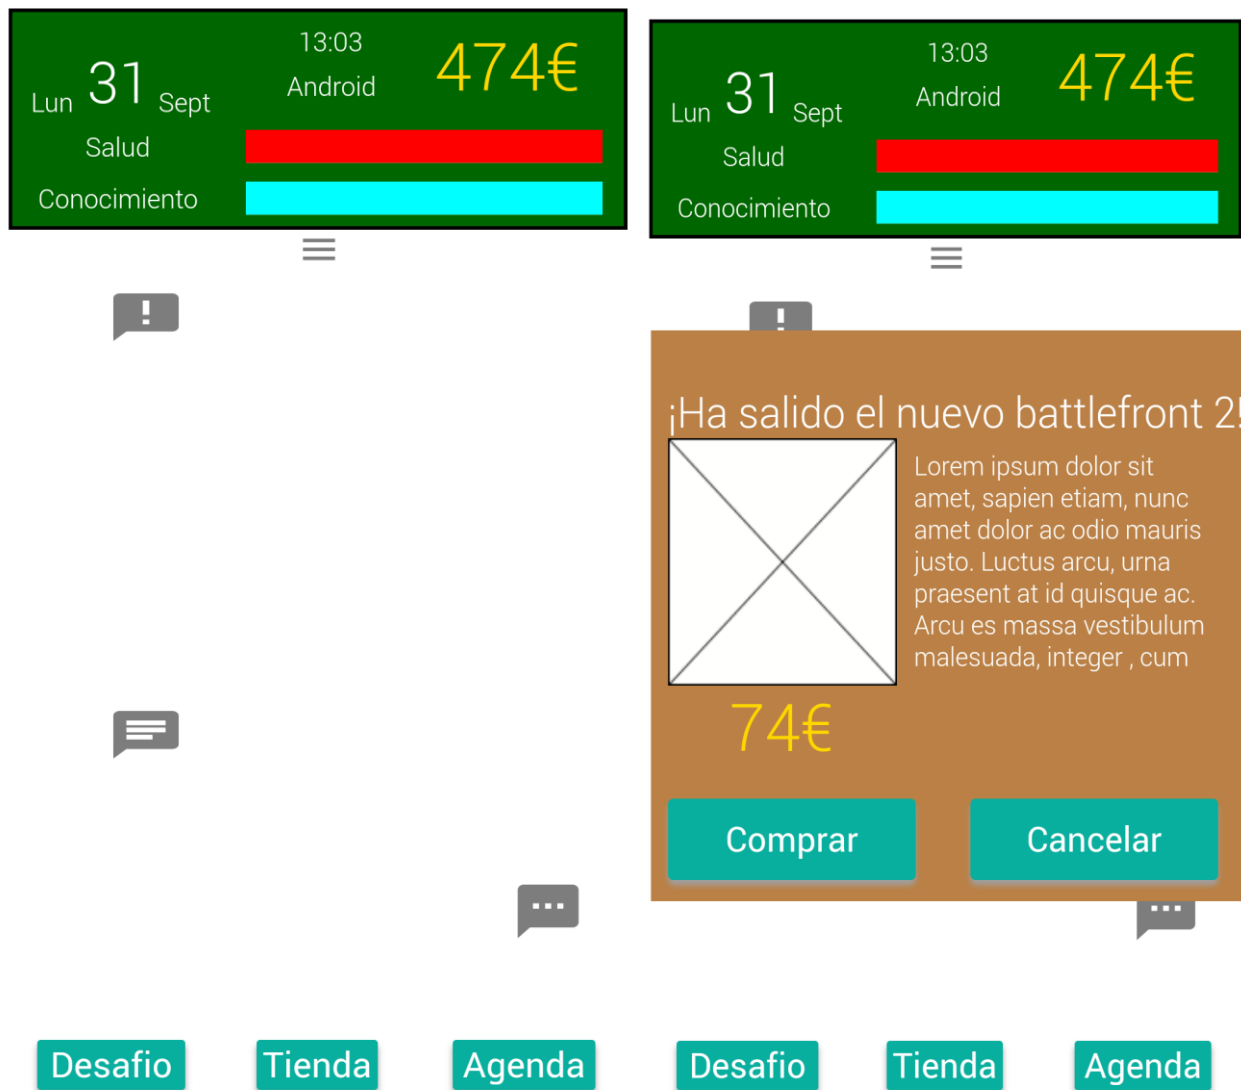 13:03
474€
Lun 31 Sept
Android
Salud
Conocimiento
Desafio
Tienda
Agenda
13:03
474€
Lun 31 Sept
Android
Salud
Conocimiento
¡Ha salido el nuevo battlefront 2!
Lorem ipsum dolor sit
amet, sapien etiam, nunc
amet dolor ac odio mauris
justo. Luctus arcu, urna
praesent at id quisque ac.
Arcu es massa vestibulum
malesuada, integer , cum
74€
Comprar
Cancelar
Desafio
Tienda
Agenda